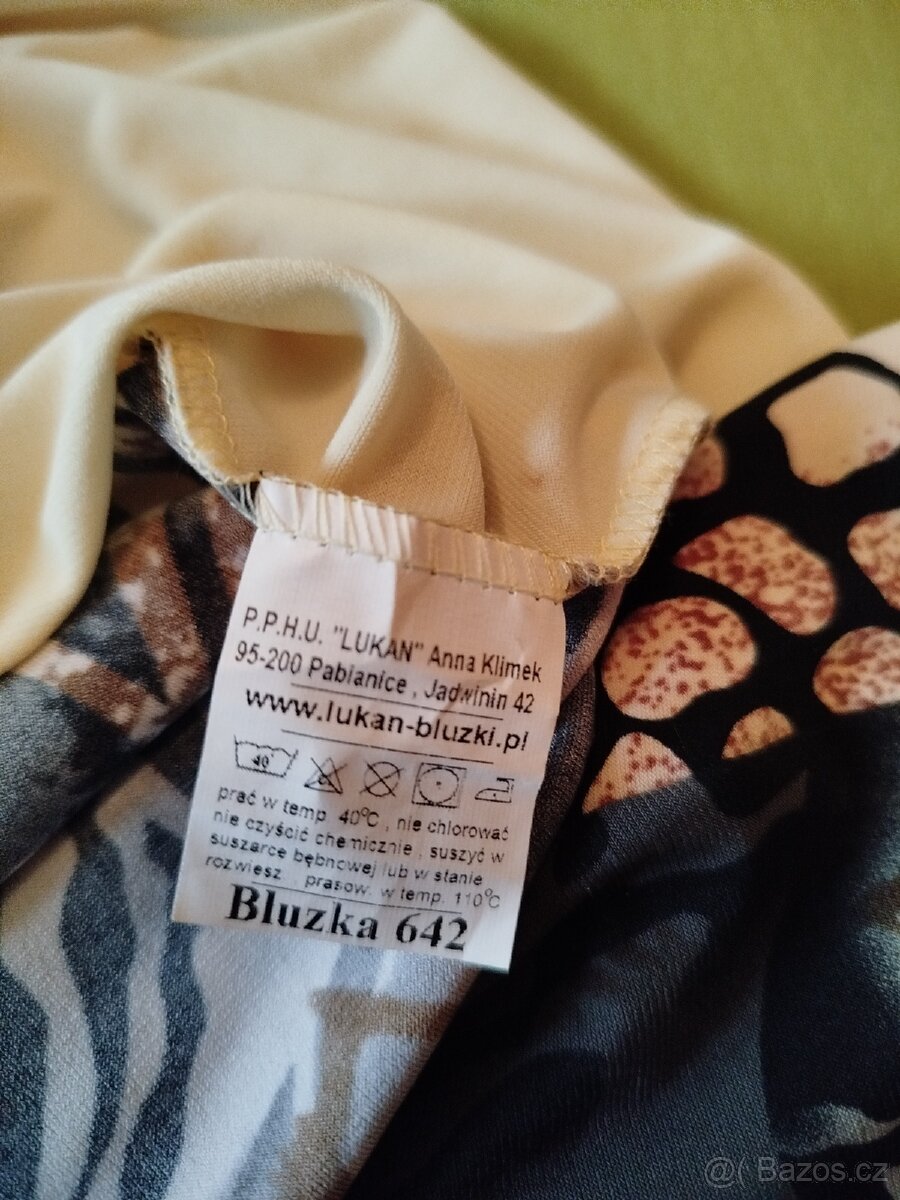 P.P.H.U. "LUKAN" Anna Klimek
95-200 Pabianice , Jadwinin 42
www.lukan-bluzki.pl
40
prać w temp. 40°C , nie chlorować
nie czyścić chemicznie , suszyć w
suszarce bębnowej lub w stanie
rozwiesz. , prasow. w temp. 110°C
Bluzka 642
@( Bazos.cz